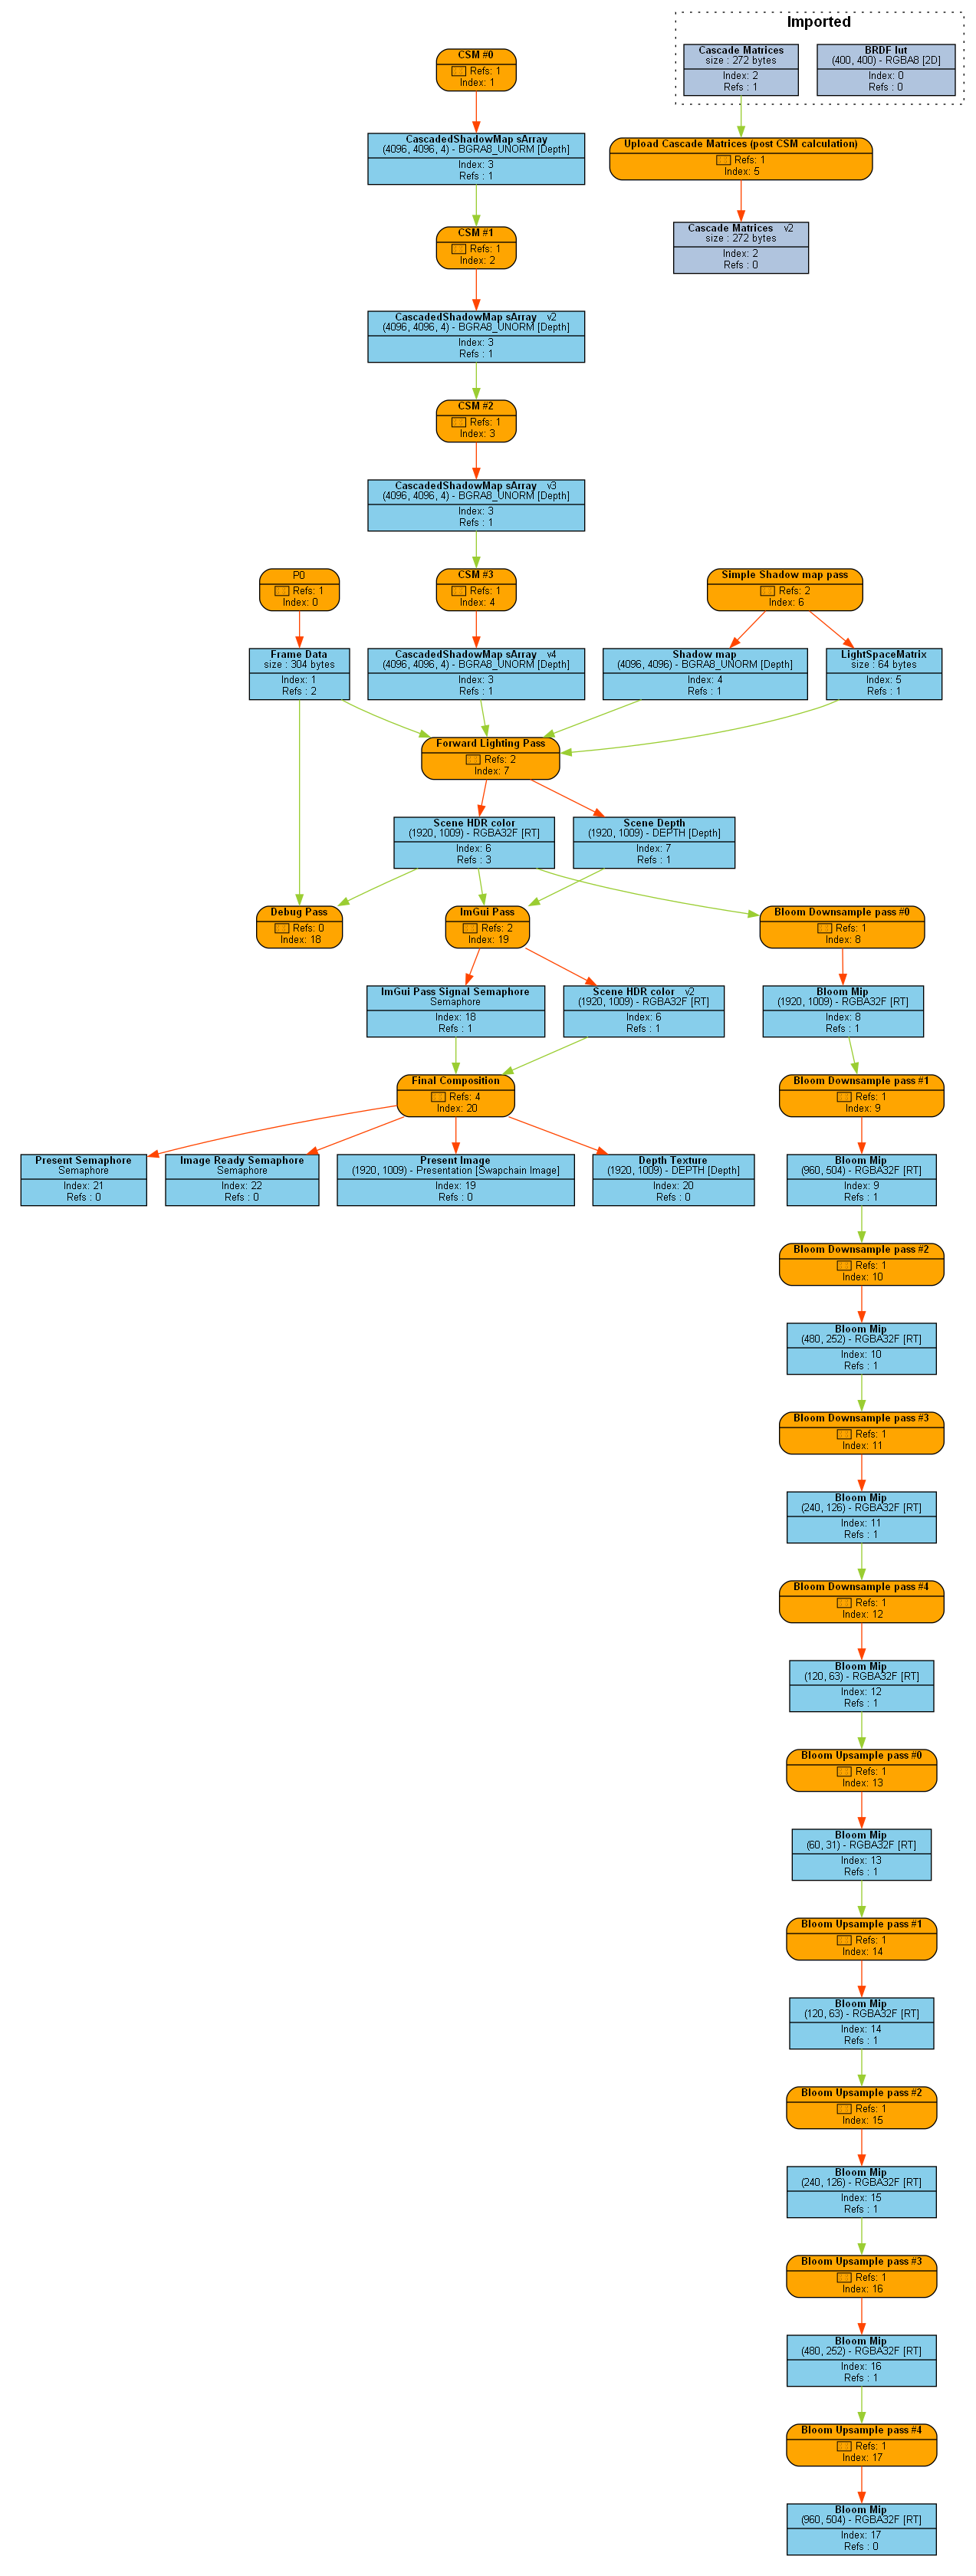 Imported
Cascade Matrices
size : 272 bytes
Index: 2
Refs : 1
BRDF lut
(400, 400) - RGBA8 [2D]
Index: 0
Refs : 0
CSM #0
Refs: 1
Index: 1
CascadedShadowMap sArray
(4096, 4096, 4) - BGRA8_UNORM [Depth]
Index: 3
Refs : 1
Upload Cascade Matrices (post CSM calculation)
Refs: 1
Index: 5
CSM #1
Refs: 1
Index: 2
Cascade Matrices v2
size : 272 bytes
Index: 2
Refs : 0
CascadedShadowMap sArray v2
(4096, 4096, 4) - BGRA8_UNORM [Depth]
Index: 3
Refs : 1
CSM #2
Refs: 1
Index: 3
CascadedShadowMap sArray v3
(4096, 4096, 4) - BGRA8_UNORM [Depth]
Index: 3
Refs : 1
P0
Refs: 1
Index: 0
CSM #3
Refs: 1
Index: 4
Simple Shadow map pass
Refs: 2
Index: 6
Frame Data
size : 304 bytes
Index: 1
Refs : 2
CascadedShadowMap sArray v4
(4096, 4096, 4) - BGRA8_UNORM [Depth]
Index: 3
Refs : 1
Shadow map
(4096, 4096) - BGRA8_UNORM [Depth]
Index: 4
Refs : 1
LightSpaceMatrix
size : 64 bytes
Index: 5
Refs : 1
Forward Lighting Pass
Refs: 2
Index: 7
Scene HDR color
(1920, 1009) - RGBA32F [RT]
Index: 6
Refs : 3
Scene Depth
(1920, 1009) - DEPTH [Depth]
Index: 7
Refs : 1
Debug Pass
Refs: 0
Index: 18
ImGui Pass
Refs: 2
Index: 19
Bloom Downsample pass #0
Refs: 1
Index: 8
ImGui Pass Signal Semaphore
Semaphore
Index: 18
Refs : 1
Scene HDR color v2
(1920, 1009) - RGBA32F [RT]
Index: 6
Refs : 1
Bloom Mip
(1920, 1009) - RGBA32F [RT]
Index: 8
Refs : 1
Final Composition
Refs: 4
Index: 20
Bloom Downsample pass #1
Refs: 1
Index: 9
Present Semaphore
Semaphore
Index: 21
Refs : 0
Image Ready Semaphore
Semaphore
Index: 22
Refs : 0
Present Image
(1920, 1009) - Presentation [Swapchain Image]
Index: 19
Refs : 0
Depth Texture
(1920, 1009) - DEPTH [Depth]
Index: 20
Refs : 0
Bloom Mip
(960, 504) - RGBA32F [RT]
Index: 9
Refs : 1
Bloom Downsample pass #2
Refs: 1
Index: 10
Bloom Mip
(480, 252) - RGBA32F [RT]
Index: 10
Refs : 1
Bloom Downsample pass #3
Refs: 1
Index: 11
Bloom Mip
(240, 126) - RGBA32F [RT]
Index: 11
Refs : 1
Bloom Downsample pass #4
Refs: 1
Index: 12
Bloom Mip
(120, 63) - RGBA32F [RT]
Index: 12
Refs : 1
Bloom Upsample pass #0
Refs: 1
Index: 13
Bloom Mip
(60, 31) - RGBA32F [RT]
Index: 13
Refs : 1
Bloom Upsample pass #1
Refs: 1
Index: 14
Bloom Mip
(120, 63) - RGBA32F [RT]
Index: 14
Refs : 1
Bloom Upsample pass #2
Refs: 1
Index: 15
Bloom Mip
(240, 126) - RGBA32F [RT]
Index: 15
Refs : 1
Bloom Upsample pass #3
Refs: 1
Index: 16
Bloom Mip
(480, 252) - RGBA32F [RT]
Index: 16
Refs : 1
Bloom Upsample pass #4
Refs: 1
Index: 17
Bloom Mip
(960, 504) - RGBA32F [RT]
Index: 17
Refs : 0